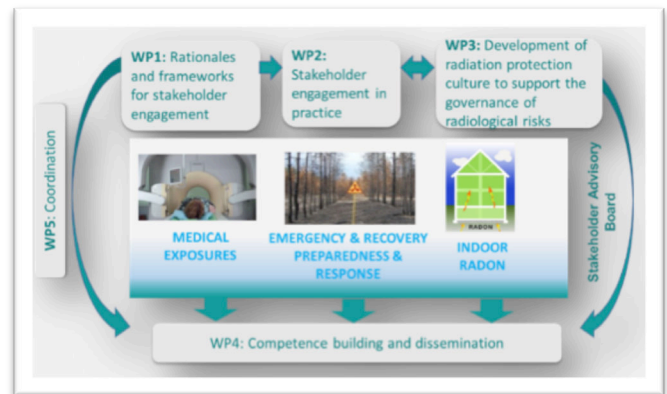 WP1: Rationales
and frameworks
for stakeholder
engagement
WP2:
Stakeholder
engagement in
practice
WP3: Development of
radiation protection
culture to support the
governance of
radiological risks
WP5: Coordination
Stakeholder Advisory
Board
RADON
MEDICAL
EXPOSURES
EMERGENCY & RECOVERY
PREPAREDNESS &
RESPONSE
INDOOR
RADON
WP4: Competence building and dissemination